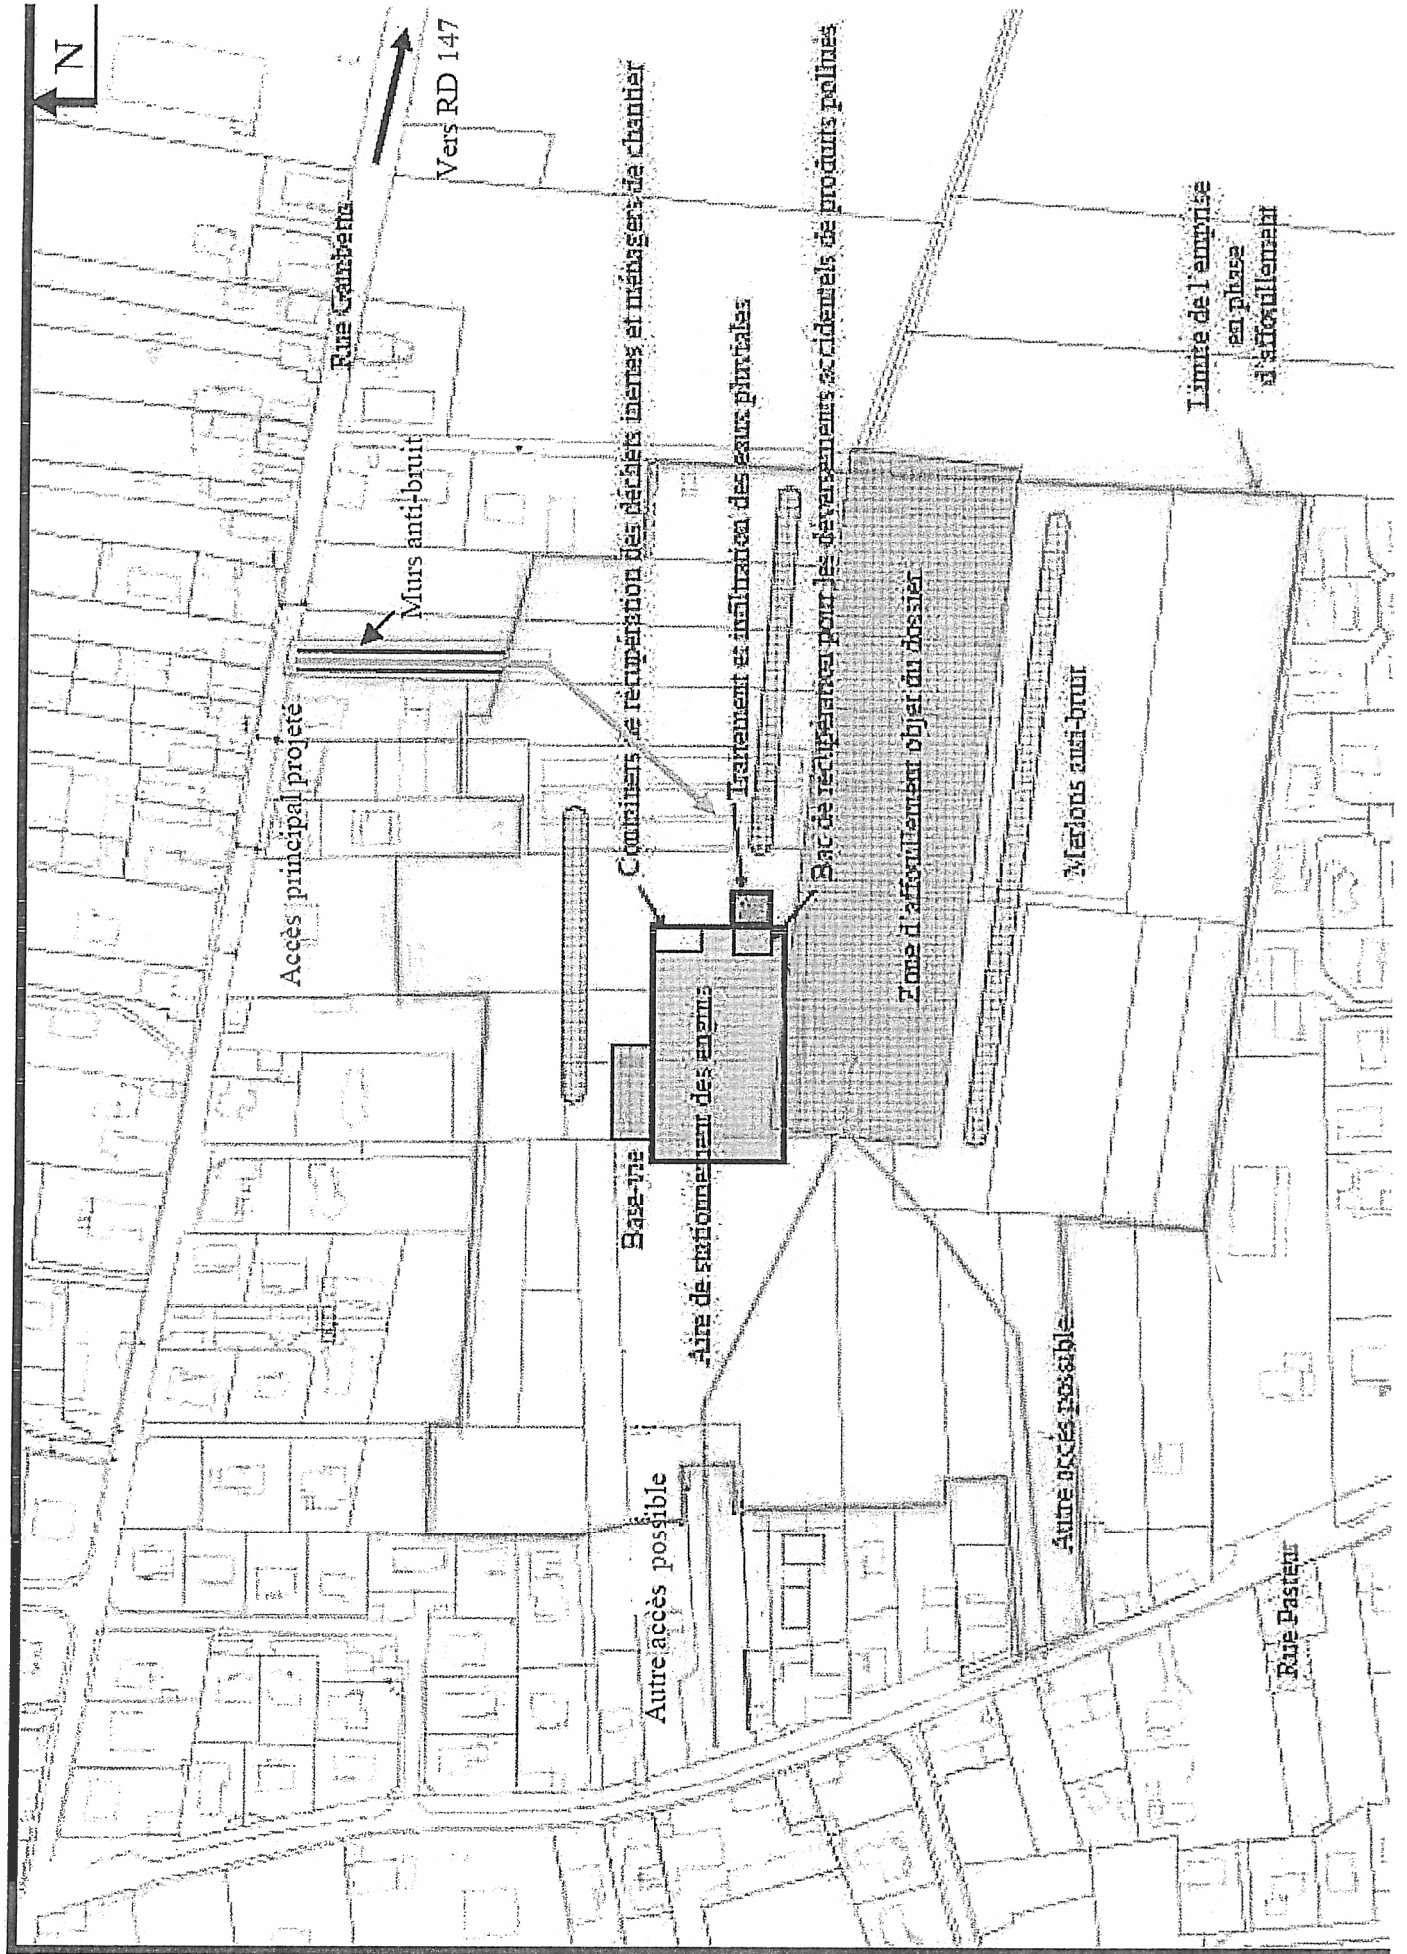 N
Vers RD 147
Rue Gambetta
Murs anti-bruit
Accès principal projeté
Containers de récupération des déchets inertes et ménagers de chantier
Traitement et infiltration des eaux pluviales
Bac de récupération pour les déversements accidentels de produits pollués
Limite de l'emprise
en phase
d'affouillement
Zone d'affouillement objet du dossier
Merlons anti-bruit
Base-vie
Aire de stationnement des engins
Autre accès possible
Autre accès possible
Rue Pasteur